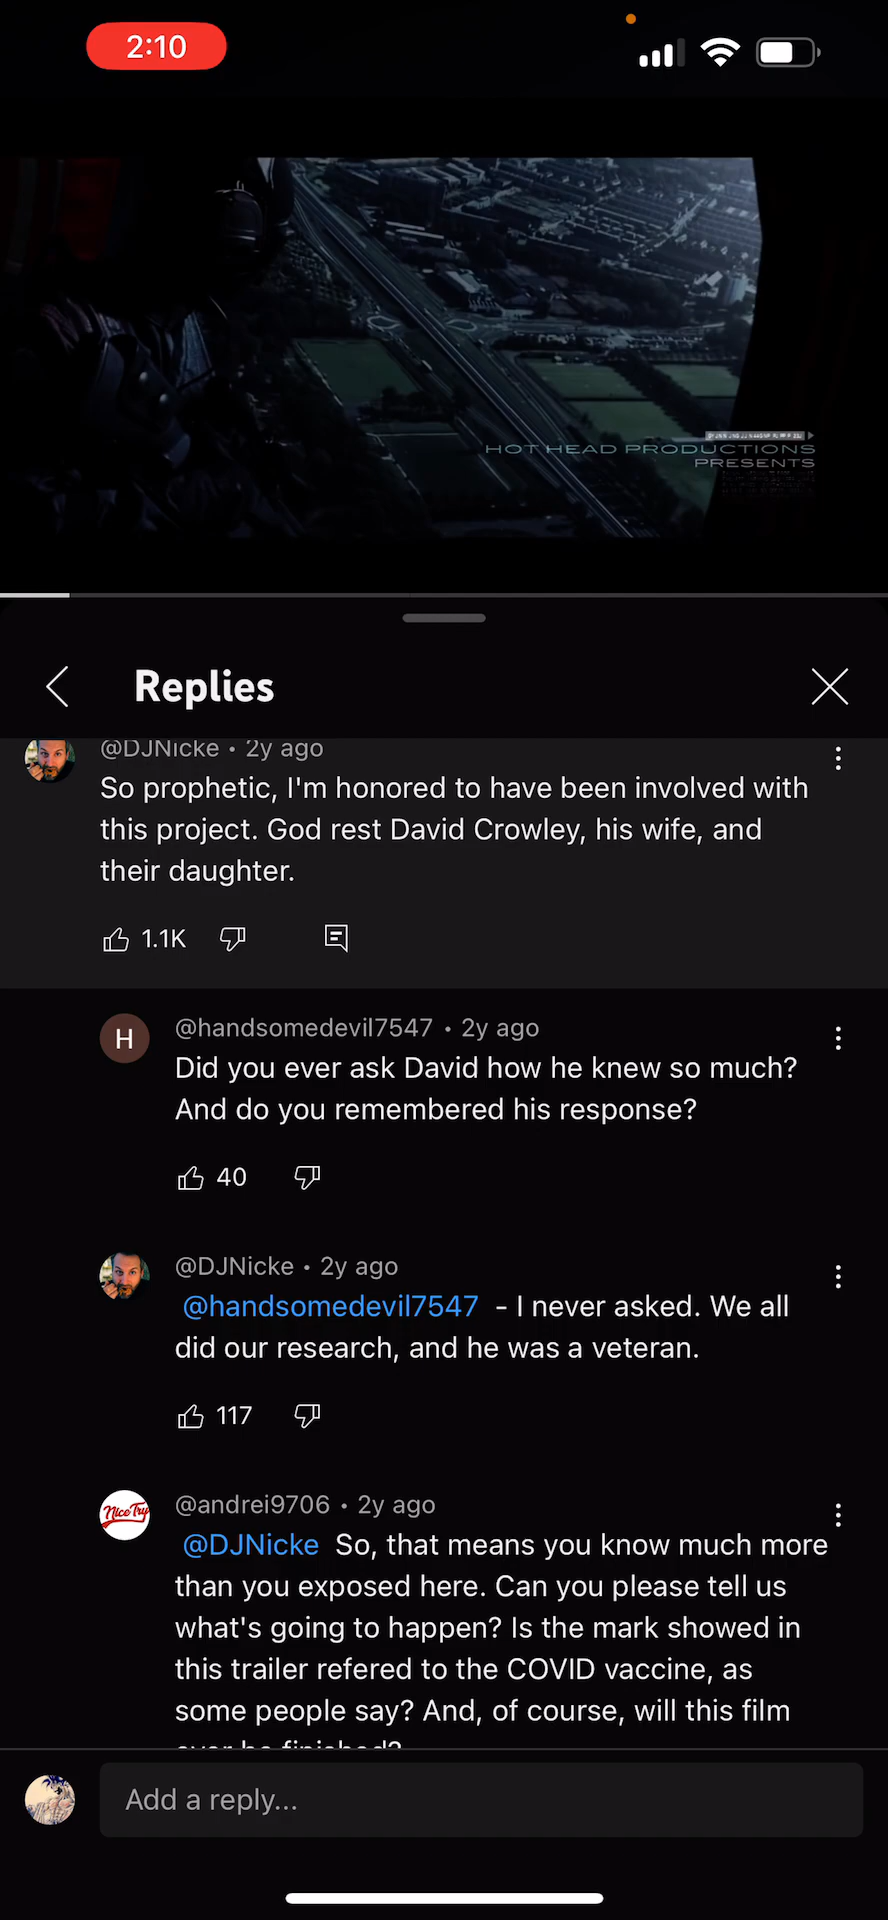 2:10
HOT HEAD PRODUCTIONS
PRESENTS
Replies
@DJNicke • 2y ago
So prophetic, I'm honored to have been involved with
this project. God rest David Crowley, his wife, and
their daughter.
1.1K
H
@handsomedevil7547 • 2y ago
Did you ever ask David how he knew so much?
And do you remembered his response?
40
@DJNicke • 2y ago
@handsomedevil7547 - I never asked. We all
did our research, and he was a veteran.
117
Nice Try
@andrei9706 • 2y ago
@DJNicke So, that means you know much more
than you exposed here. Can you please tell us
what's going to happen? Is the mark showed in
this trailer refered to the COVID vaccine, as
some people say? And, of course, will this film
ever be finished?
Add a reply...